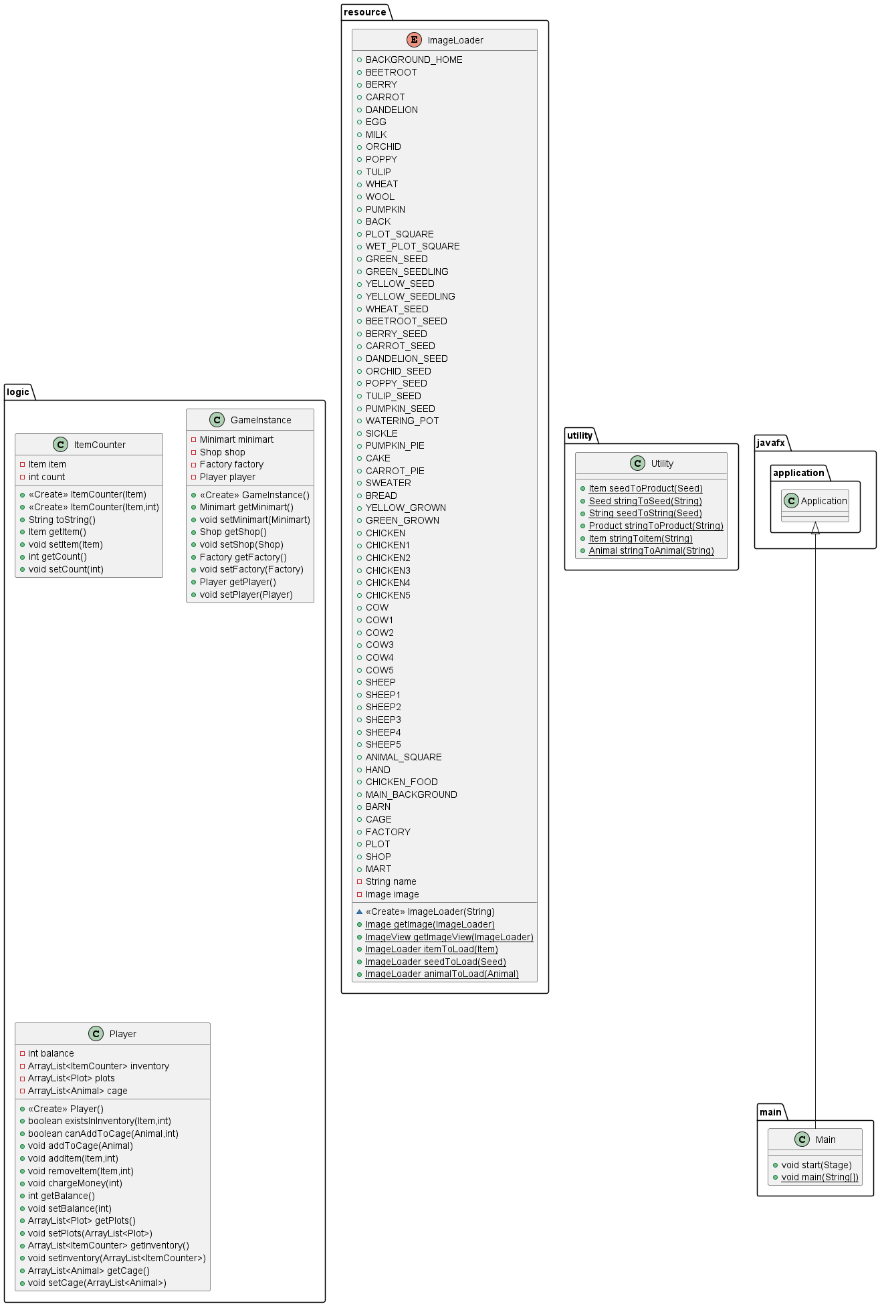 resource
E ImageLoader
BACKGROUND_HOME
BEETROOT
BERRY
CARROT
DANDELION
EGG
MILK
ORCHID
POPPY
TULIP
WHEAT
WOOL
PUMPKIN
BACK
PLOT_SQUARE
WET_PLOT_SQUARE
GREEN_SEED
GREEN_SEEDLING
YELLOW_SEED
YELLOW_SEEDLING
WHEAT_SEED
BEETROOT_SEED
BERRY_SEED
CARROT_SEED
DANDELION_SEED
ORCHID_SEED
POPPY_SEED
TULIP_SEED
PUMPKIN_SEED
WATERING_POT
SICKLE
PUMPKIN_PIE
CAKE
CARROT_PIE
SWEATER
BREAD
YELLOW_GROWN
GREEN_GROWN
CHICKEN
CHICKEN1
CHICKEN2
CHICKEN3
CHICKEN4
CHICKEN5
COW
COW1
COW2
COW3
COW4
COW5
SHEEP
SHEEP1
SHEEP2
SHEEP3
SHEEP4
SHEEP5
ANIMAL_SQUARE
HAND
CHICKEN_FOOD
MAIN_BACKGROUND
BARN
CAGE
FACTORY
PLOT
SHOP
MART
String name
Image image
«Create» ImageLoader(String)
Image getImage(ImageLoader)
ImageView getImageView(ImageLoader)
ImageLoader itemToLoad(Item)
ImageLoader seedToLoad(Seed)
ImageLoader animalToLoad(Animal)
logic
C ItemCounter
Item item
int count
«Create» ItemCounter(Item)
«Create» ItemCounter(Item,int)
String toString()
Item getItem()
void setItem(Item)
int getCount()
void setCount(int)
C GameInstance
Minimart minimart
Shop shop
Factory factory
Player player
«Create» GameInstance()
Minimart getMinimart()
void setMinimart(Minimart)
Shop getShop()
void setShop(Shop)
Factory getFactory()
void setFactory(Factory)
Player getPlayer()
void setPlayer(Player)
C Player
int balance
ArrayList<ItemCounter> inventory
ArrayList<Plot> plots
ArrayList<Animal> cage
«Create» Player()
boolean existsInInventory(Item,int)
boolean canAddToCage(Animal,int)
void addToCage(Animal)
void addItem(Item,int)
void removeItem(Item,int)
void chargeMoney(int)
int getBalance()
void setBalance(int)
ArrayList<Plot> getPlots()
void setPlots(ArrayList<Plot>)
ArrayList<ItemCounter> getInventory()
void setInventory(ArrayList<ItemCounter>)
ArrayList<Animal> getCage()
void setCage(ArrayList<Animal>)
utility
C Utility
Item seedToProduct(Seed)
Seed stringToSeed(String)
String seedToString(Seed)
Product stringToProduct(String)
Item stringToItem(String)
Animal stringToAnimal(String)
javafx
application
C Application
main
C Main
void start(Stage)
void main(String[])